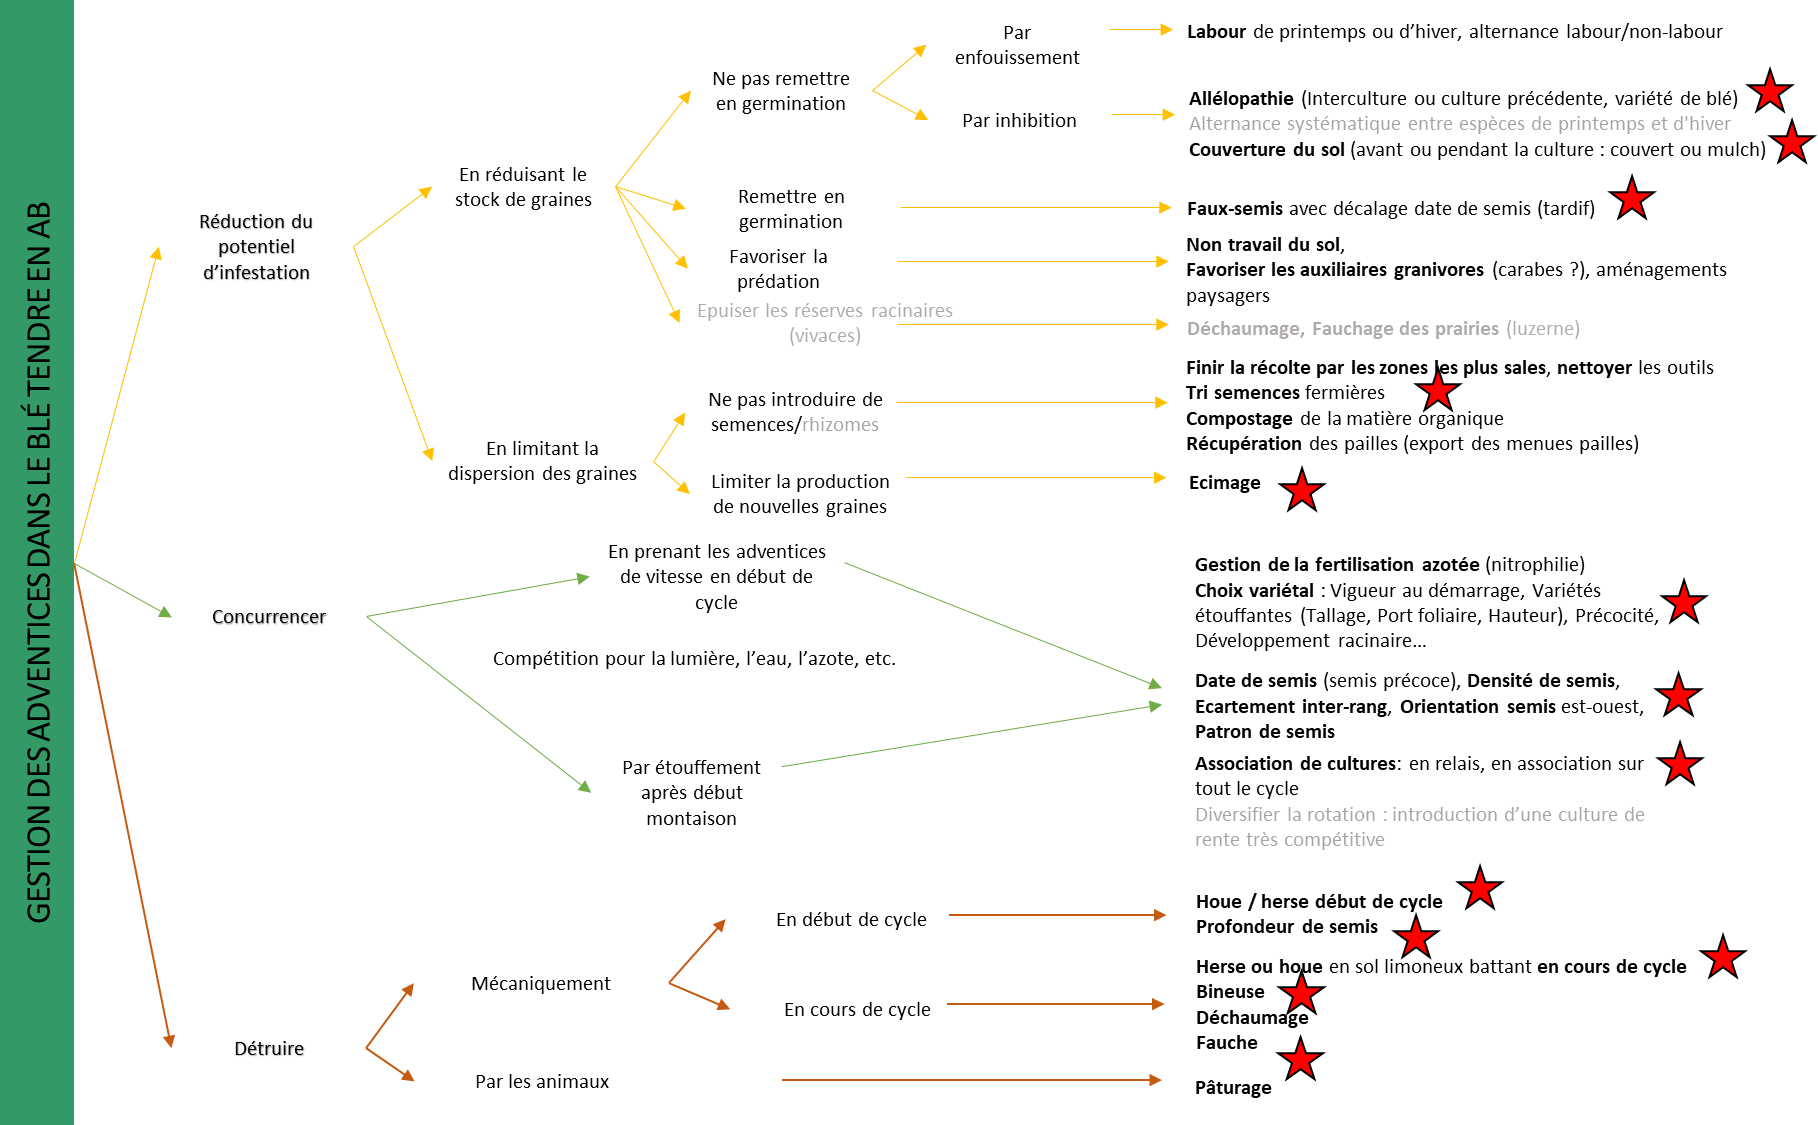 GESTION DES ADVENTICES DANS LE BLÉ TENDRE EN AB
Réduction du
potentiel
d’infestation
En réduisant le
stock de graines
Ne pas remettre
en germination
Par
enfouissement
Labour de printemps ou d’hiver, alternance labour/non-labour
Par inhibition
Allélopathie (Interculture ou culture précédente, variété de blé)
Alternance systématique entre espèces de printemps et d'hiver
Couverture du sol (avant ou pendant la culture : couvert ou mulch)
Remettre en
germination
Faux-semis avec décalage date de semis (tardif)
Favoriser la
prédation
Non travail du sol,
Favoriser les auxiliaires granivores (carabes ?), aménagements
paysagers
Epuiser les réserves racinaires
(vivaces)
Déchaumage, Fauchage des prairies (luzerne)
En limitant la
dispersion des graines
Ne pas introduire de
semences/rhizomes
Finir la récolte par les zones les plus sales, nettoyer les outils
Tri semences fermières
Compostage de la matière organique
Récupération des pailles (export des menues pailles)
Limiter la production
de nouvelles graines
Ecimage
Concurrencer
En prenant les adventices
de vitesse en début de
cycle
Compétition pour la lumière, l’eau, l’azote, etc.
Par étouffement
après début
montaison
Gestion de la fertilisation azotée (nitrophilie)
Choix variétal : Vigueur au démarrage, Variétés
étouffantes (Tallage, Port foliaire, Hauteur), Précocité,
Développement racinaire...
Date de semis (semis précoce), Densité de semis,
Ecartement inter-rang, Orientation semis est-ouest,
Patron de semis
Association de cultures: en relais, en association sur
tout le cycle
Diversifier la rotation : introduction d’une culture de
rente très compétitive
Détruire
Mécaniquement
En début de cycle
Houe / herse début de cycle
Profondeur de semis
En cours de cycle
Herse ou houe en sol limoneux battant en cours de cycle
Bineuse
Déchaumage
Fauche
Par les animaux
Pâturage